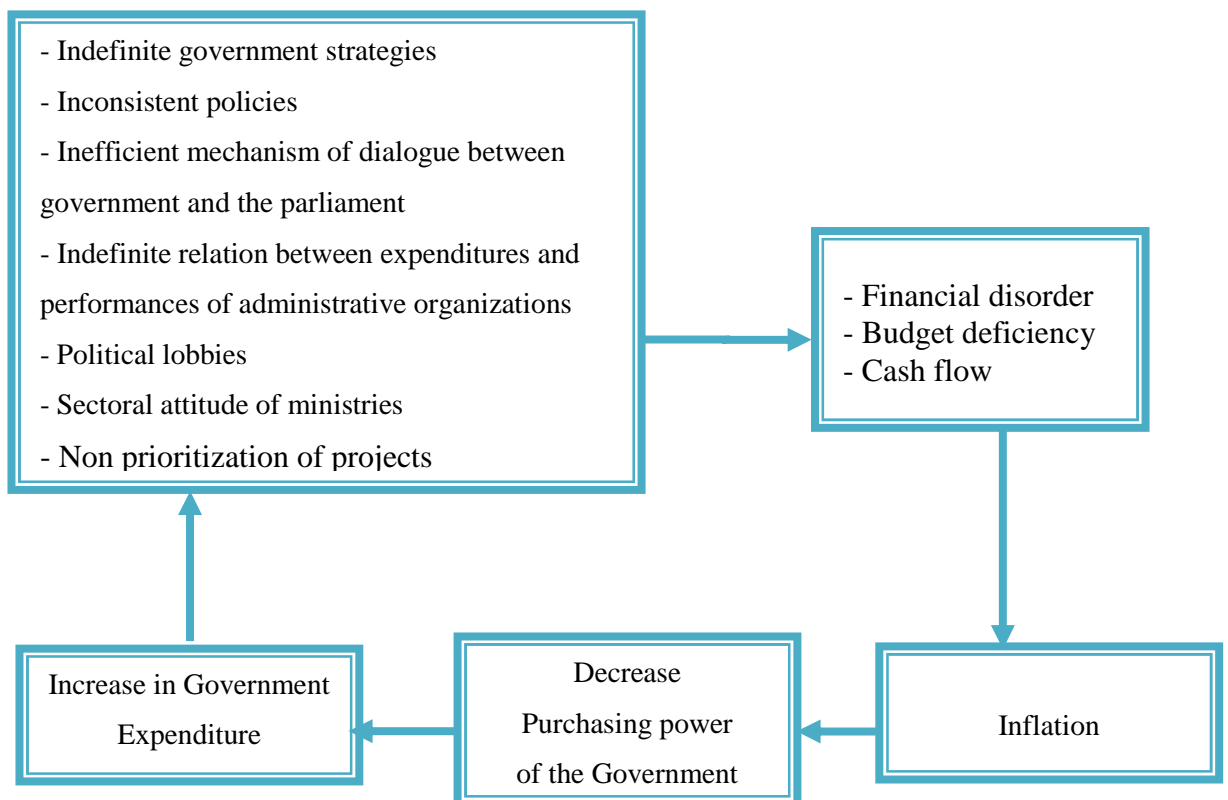 - Indefinite government strategies
- Inconsistent policies
- Inefficient mechanism of dialogue between
government and the parliament
- Indefinite relation between expenditures and
performances of administrative organizations
- Political lobbies
- Sectoral attitude of ministries
- Non prioritization of projects
- Financial disorder
- Budget deficiency
- Cash flow
Inflation
Decrease
Purchasing power
of the Government
Increase in Government
Expenditure